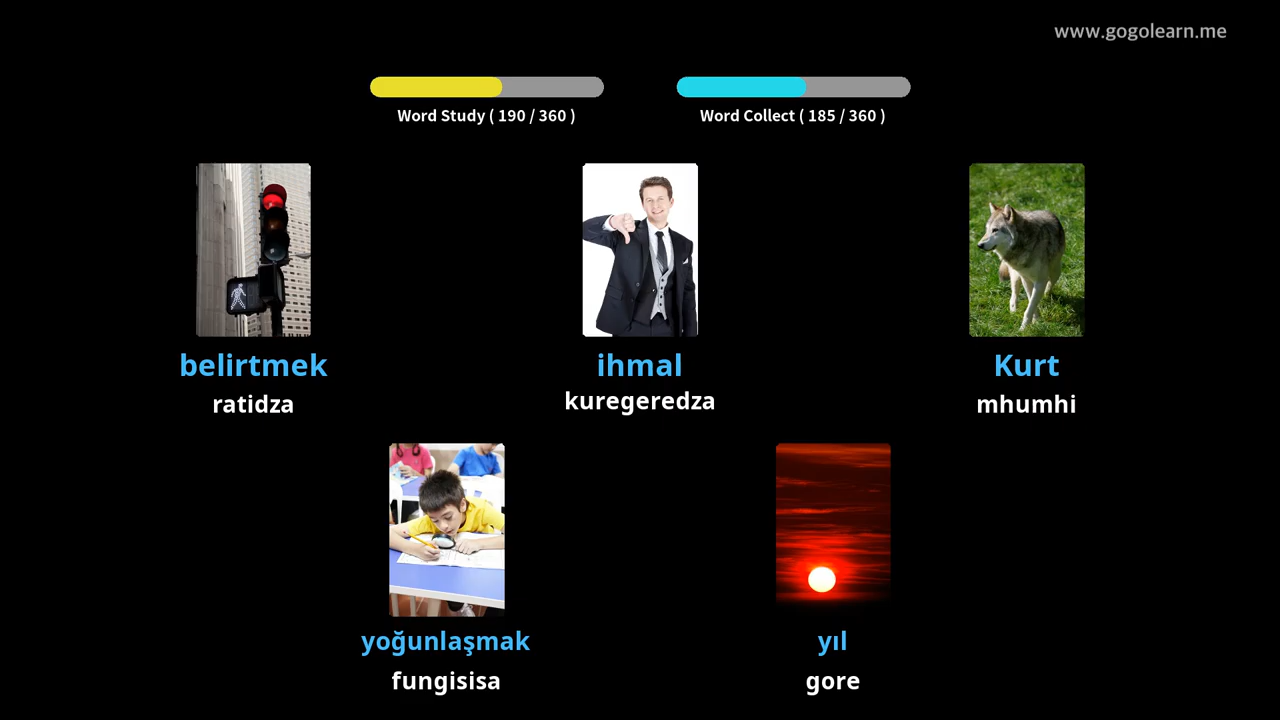 www.gogolearn.me
Word Study ( 190 / 360 )
Word Collect ( 185 / 360 )
belirtmek
ratidza
ihmal
kuregeredza
Kurt
mhumhi
yoğunlaşmak
fungisisa
yıl
gore